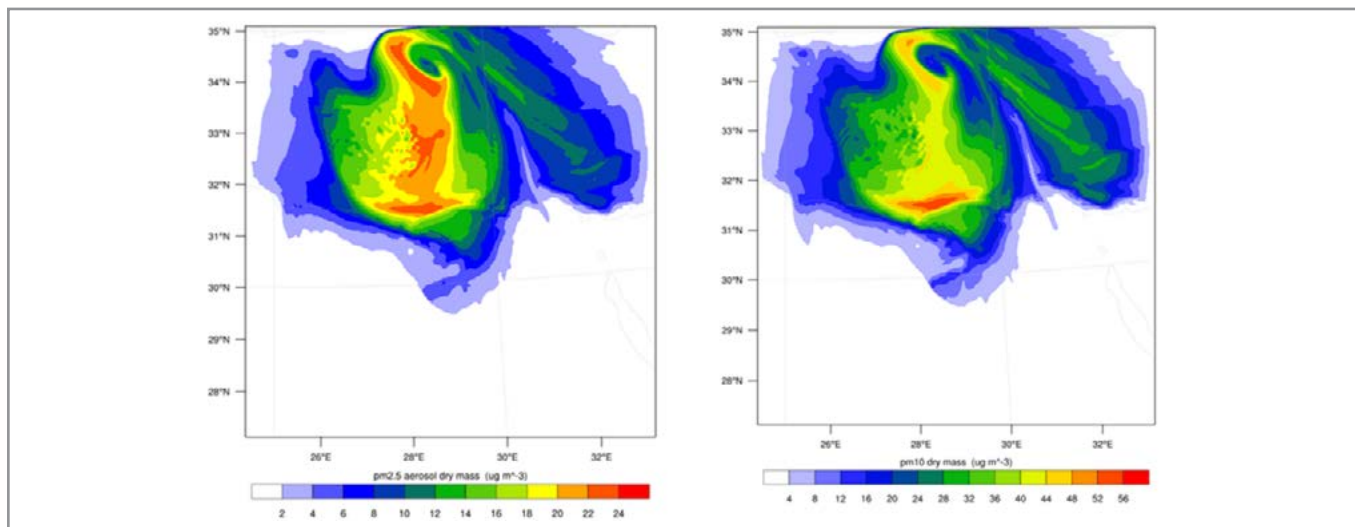 35°N
34°N
33°N
32°N
31°N
30°N
29°N
28°N
26°E 28°E 30°E 32°E
pm2.5 aerosol dry mass (ug m^-3)
2 4 6 8 10 12 14 16 18 20 22 24
35°N
34°N
33°N
32°N
31°N
30°N
29°N
28°N
26°E 28°E 30°E 32°E
pm10 dry mass (ug m^-3)
4 8 12 16 20 24 28 32 36 40 44 48 52 56